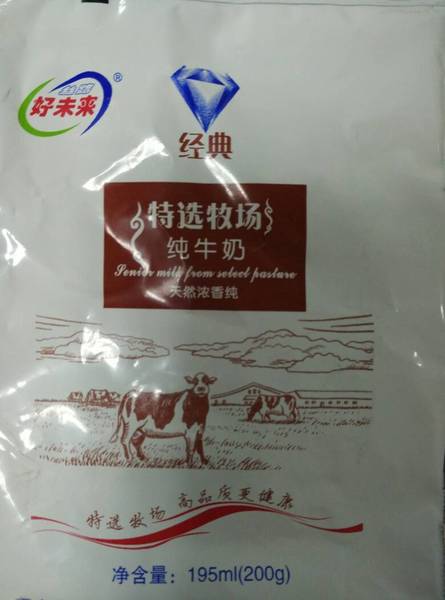 好未来
®
经典
特选牧场
纯牛奶
Senior milk from select pasture
天然浓香纯
特选牧场 高品质更健康
净含量：195ml(200g)